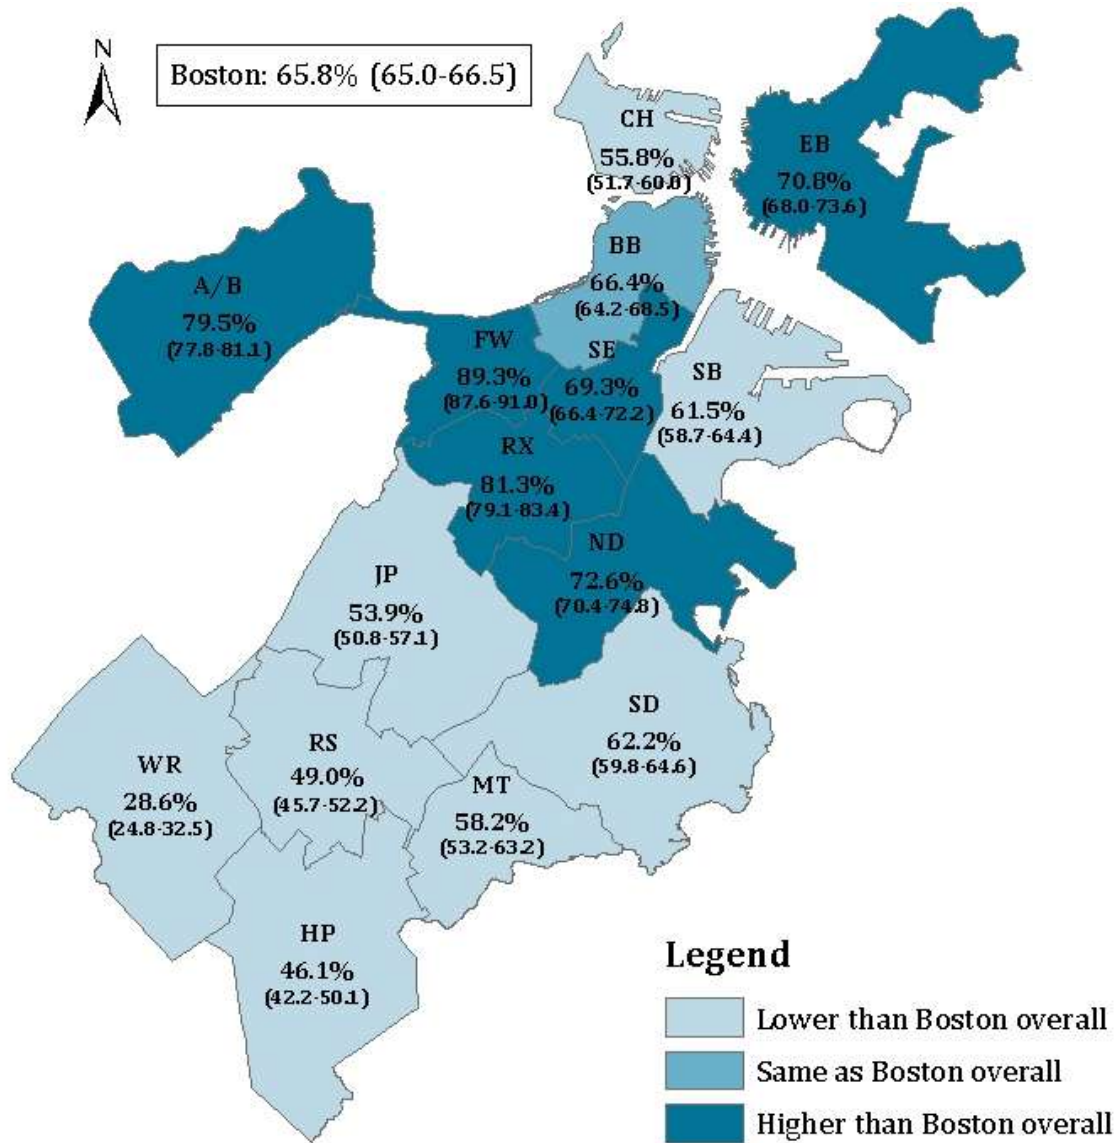 N
Boston: 65.8% (65.0-66.5)
CH
55.8%
(51.7-60.0)
EB
70.8%
(68.0-73.6)
BB
66.4%
(64.2-68.5)
A/B
79.5%
(77.8-81.1)
FW
89.3%
(87.6-91.0)
SE
69.3%
(66.4-72.2)
SB
61.5%
(58.7-64.4)
RX
81.3%
(79.1-83.4)
ND
72.6%
(70.4-74.8)
JP
53.9%
(50.8-57.1)
SD
62.2%
(59.8-64.6)
RS
49.0%
(45.7-52.2)
WR
28.6%
(24.8-32.5)
MT
58.2%
(53.2-63.2)
HP
46.1%
(42.2-50.1)
Legend
Lower than Boston overall
Same as Boston overall
Higher than Boston overall